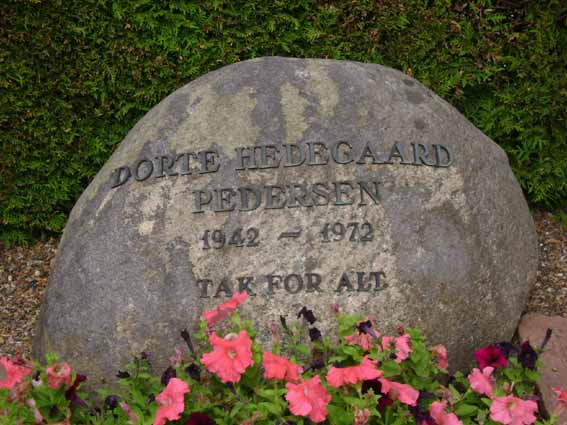 DORTE HEDEGAARD
PEDERSEN
1942 – 1972
TAK FOR ALT